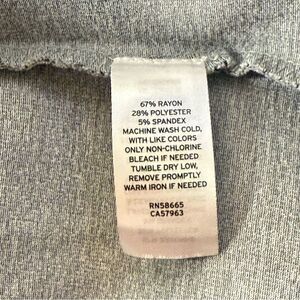 67% RAYON
28% POLYESTER
5% SPANDEX
MACHINE WASH COLD,
WITH LIKE COLORS
ONLY NON-CHLORINE
BLEACH IF NEEDED
TUMBLE DRY LOW,
REMOVE PROMPTLY
WARM IRON IF NEEDED
RN58665
CA57963